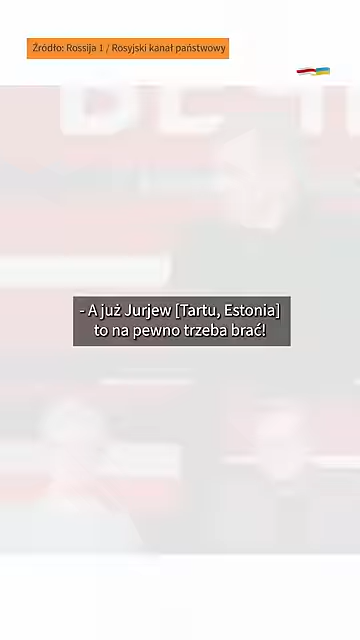 Źródło: Rossija 1 / Rosyjski kanał państwowy
- A już Jurjew [Tartu, Estonia]
to na pewno trzeba brać!